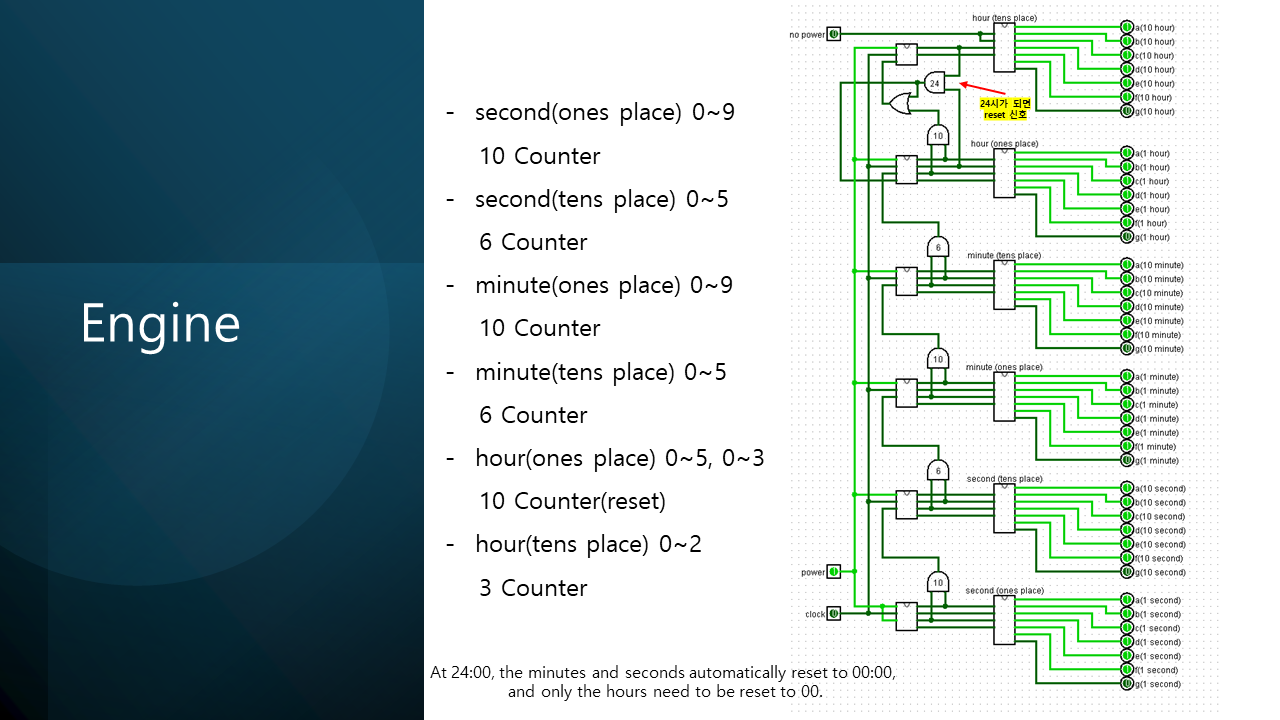 Engine
- second(ones place) 0~9
10 Counter
- second(tens place) 0~5
6 Counter
- minute(ones place) 0~9
10 Counter
- minute(tens place) 0~5
6 Counter
- hour(ones place) 0~5, 0~3
10 Counter(reset)
- hour(tens place) 0~2
3 Counter
At 24:00, the minutes and seconds automatically reset to 00:00,
and only the hours need to be reset to 00.
hour (tens place)
no power
24
24시가 되면
reset 신호
a(10 hour)
b(10 hour)
c(10 hour)
d(10 hour)
e(10 hour)
f(10 hour)
g(10 hour)
10
hour (ones place)
a(1 hour)
b(1 hour)
c(1 hour)
d(1 hour)
e(1 hour)
f(1 hour)
g(1 hour)
6
minute (tens place)
a(10 minute)
b(10 minute)
c(10 minute)
d(10 minute)
e(10 minute)
f(10 minute)
g(10 minute)
10
minute (ones place)
a(1 minute)
b(1 minute)
c(1 minute)
d(1 minute)
e(1 minute)
f(1 minute)
g(1 minute)
6
second (tens place)
a(10 second)
b(10 second)
c(10 second)
d(10 second)
e(10 second)
f(10 second)
g(10 second)
power
10
second (ones place)
clock
a(1 second)
b(1 second)
c(1 second)
d(1 second)
e(1 second)
f(1 second)
g(1 second)